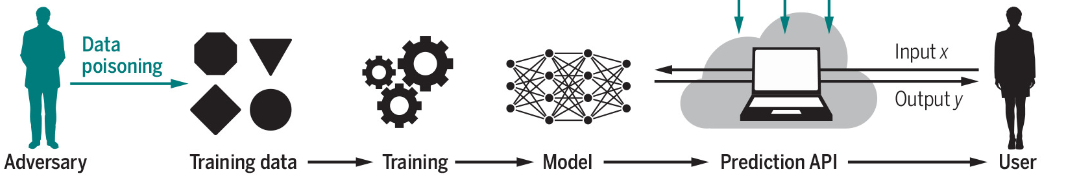 Data
poisoning
Input x
Output y
Adversary
Training data
Training
Model
Prediction API
User